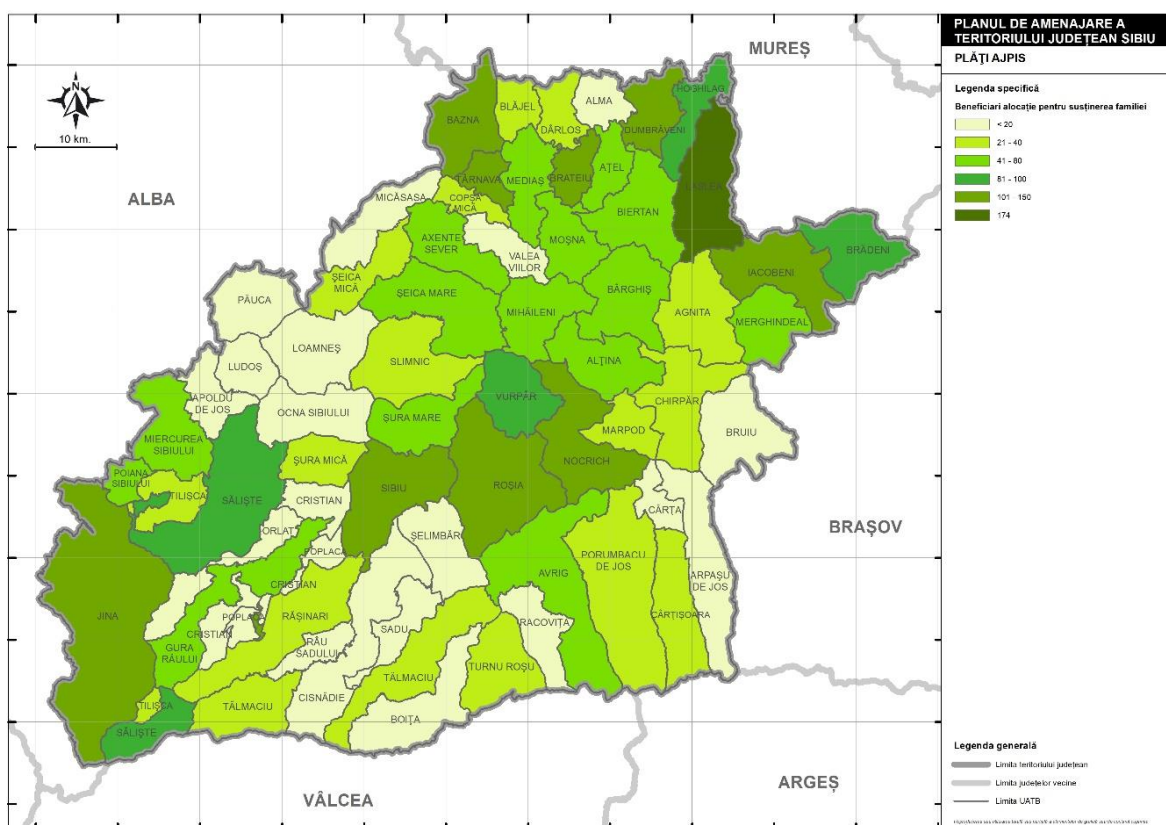 PLANUL DE AMENAJARE A
TERITORIULUI JUDEȚEAN SIBIU
PLĂȚI AJPIS
Legenda specifică
Beneficiari alocație pentru susținerea familiei
< 20
21 - 40
41 - 80
81 - 100
101 - 150
174
Legenda generală
Limita teritoriului județean
Limita județelor vecine
Limita UATB
N
10 km.
MUREȘ
ALBA
BRAȘOV
ARGEȘ
VÂLCEA
HOGHILAG
ALMA
BLĂJEL
BAZNA
DÂRLOS
DUMBRĂVENI
TÂRNAVA
MEDIAȘ
BRATEIU
AȚEL
MICĂSASA
COPȘA
MICĂ
BIERTAN
AXENTE
SEVER
MOȘNA
VALEA
VIILOR
BRĂDENI
IACOBENI
ȘEICA
MICĂ
ȘEICA MARE
BÂRGHIȘ
PĂUCA
MIHĂILENI
AGNITA
MERGHINDEAL
LOAMNEȘ
LUDOȘ
SLIMNIC
ALȚINA
APOLDU
DE JOS
VURPĂR
CHIRPĂR
OCNA SIBIULUI
ȘURA MARE
MARPOD
BRUIU
MIERCUREA
SIBIULUI
ȘURA MICĂ
NOCRICH
POIANA
SIBIULUI
TILIȘCA
SĂLIȘTE
CRISTIAN
SIBIU
ROȘIA
CÂRȚA
ORLAT
ȘELIMBĂR
POPLACA
PORUMBACU
DE JOS
ARPAȘU
DE JOS
AVRIG
CRISTIAN
JINA
POPLACA
RĂȘINARI
CÂRȚIȘOARA
RACOVIȚA
SADU
CRISTIAN
RÂU
SADULUI
GURA
RÂULUI
TURNU ROȘU
TĂLMACIU
CISNĂDIE
TILIȘCA
TĂLMACIU
BOIȚA
SĂLIȘTE